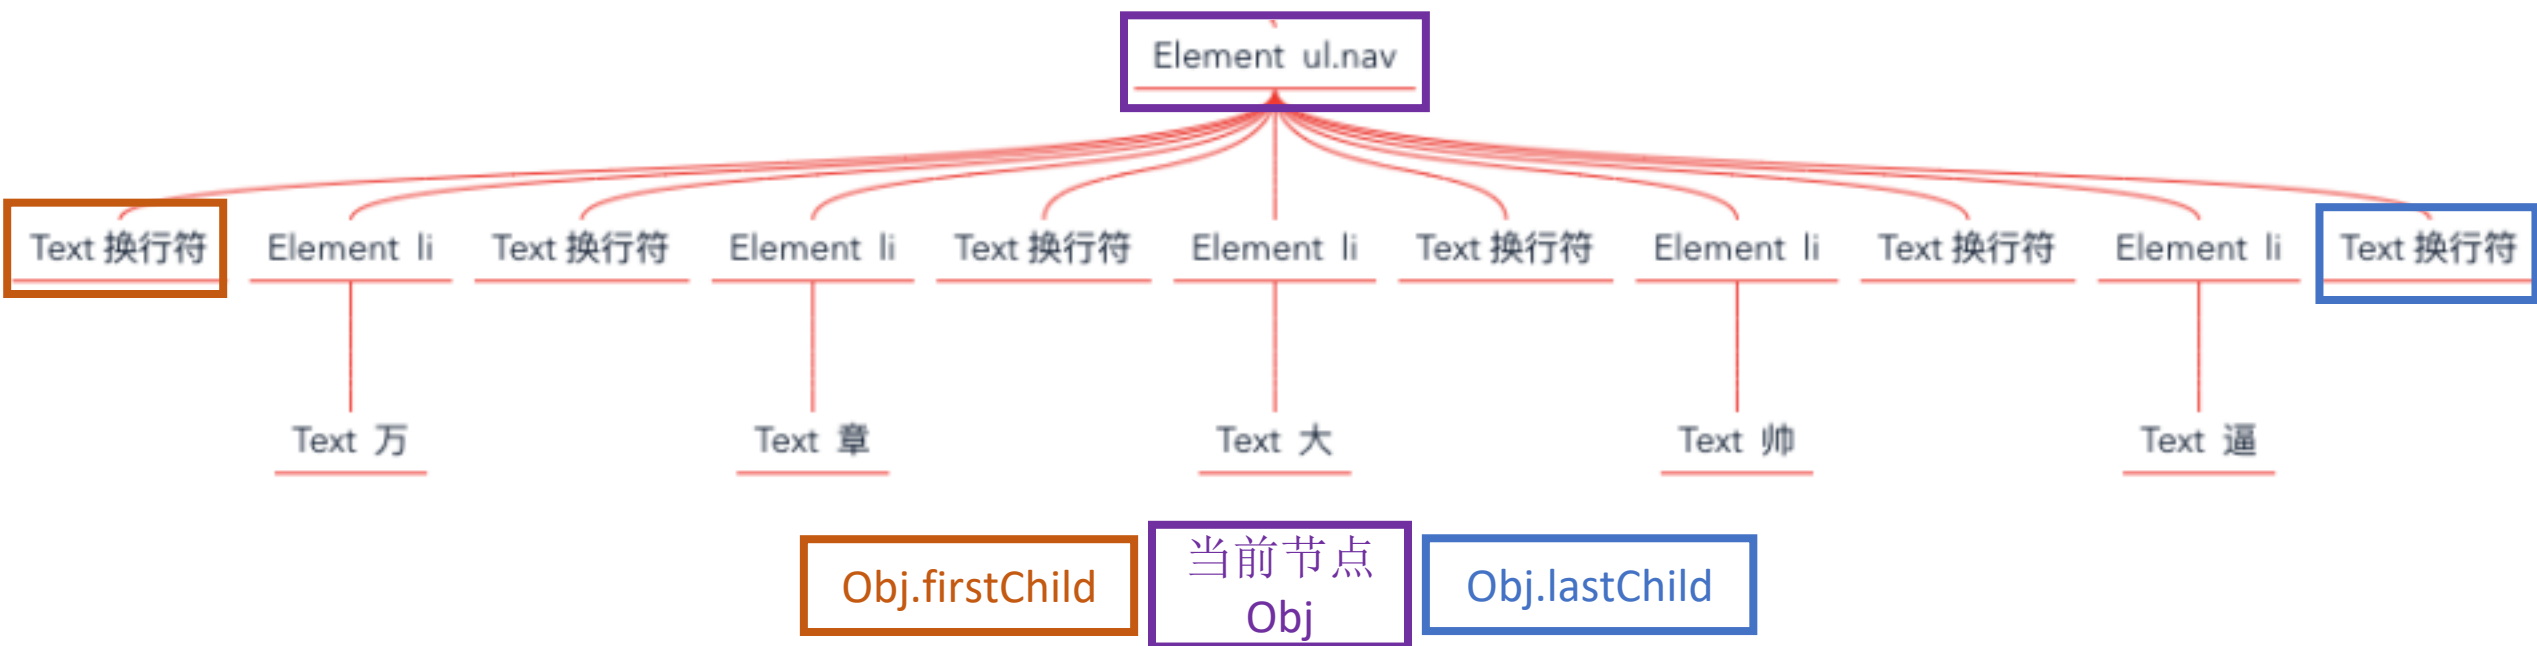 Element ul.nav
Text 换行符 Element li Text 换行符 Element li Text 换行符 Element li Text 换行符 Element li Text 换行符 Element li Text 换行符
Text 万 Text 章 Text 大 Text 帅 Text 逼
Obj.firstChild
当前节点
Obj
Obj.lastChild